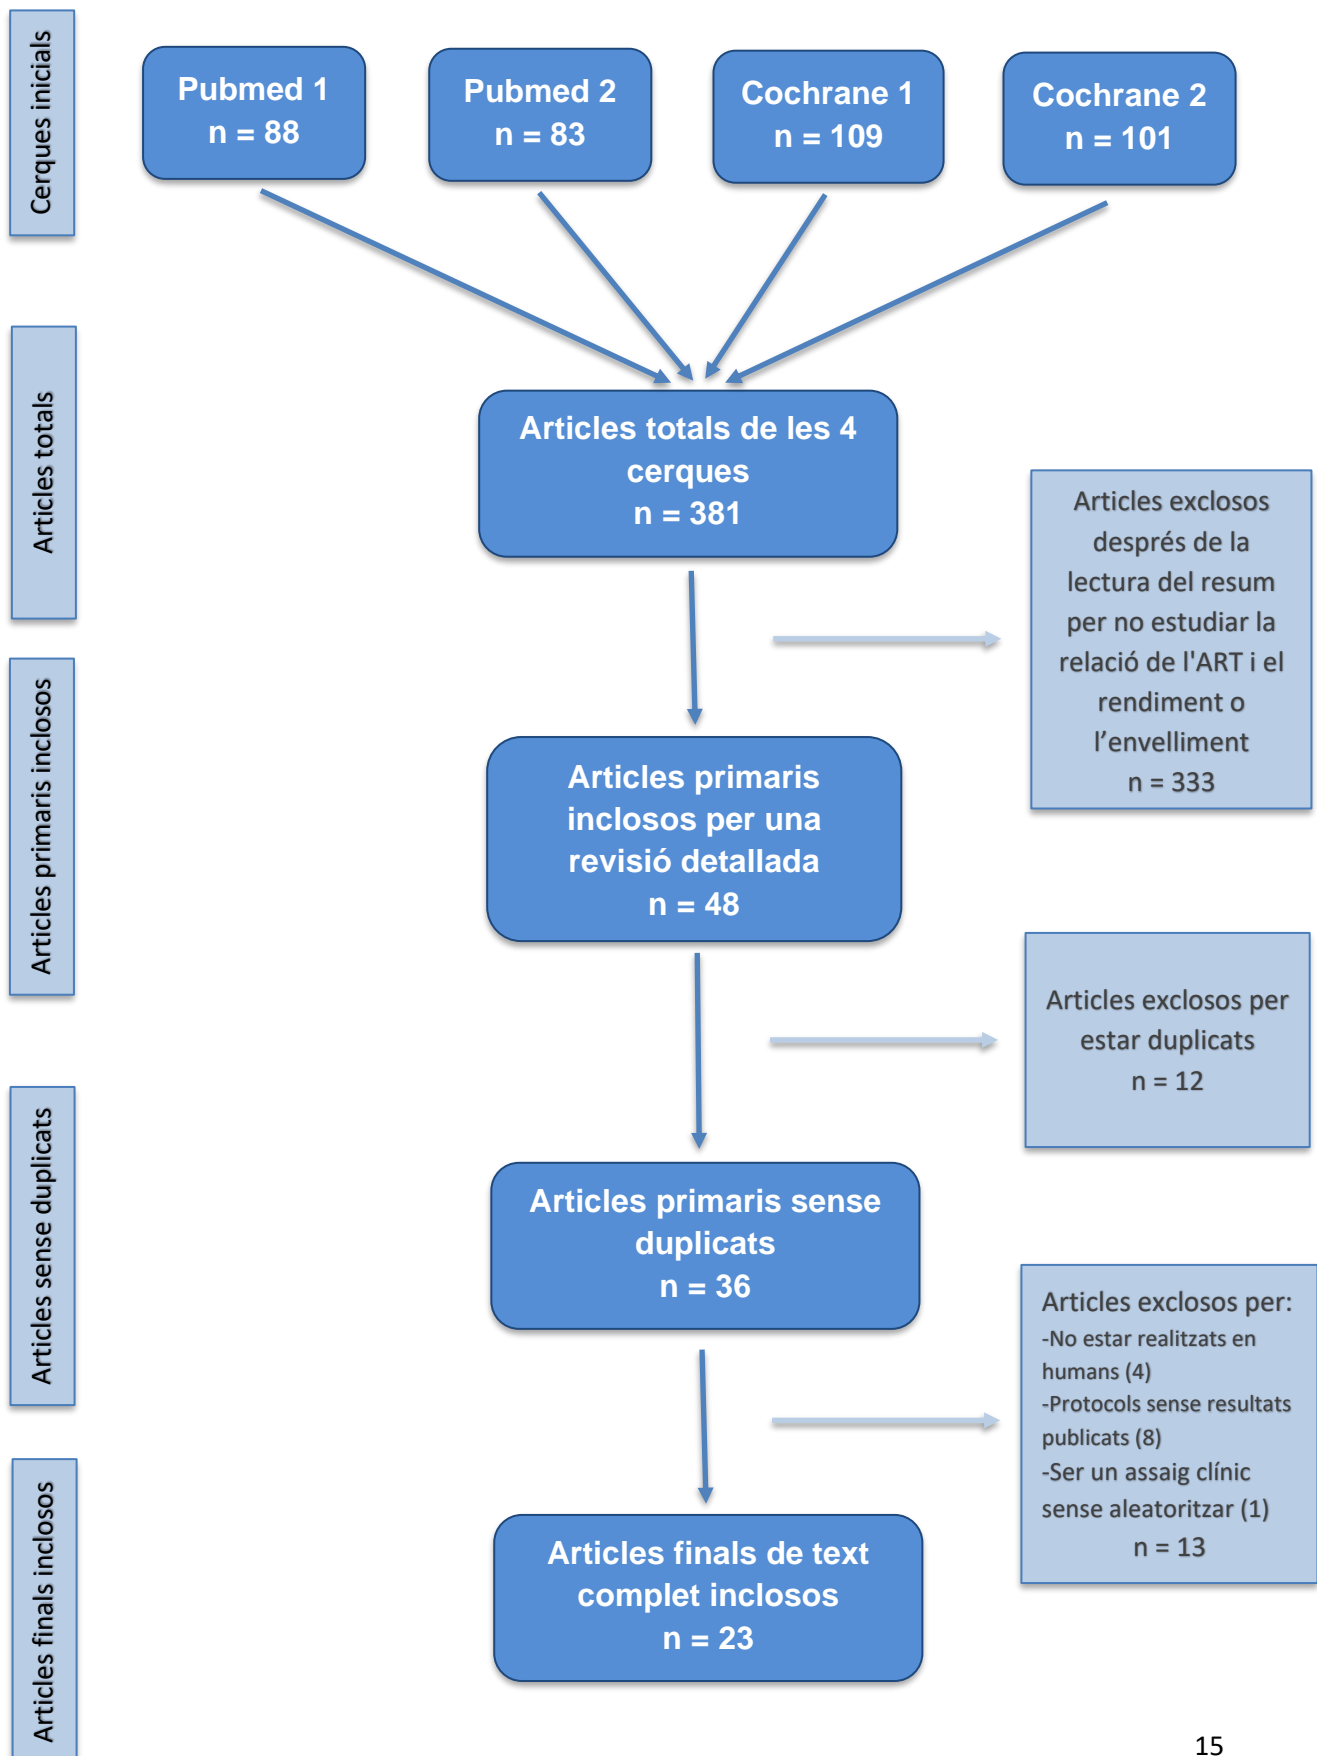 Cerques inicials
Pubmed 1
n = 88
Pubmed 2
n = 83
Cochrane 1
n = 109
Cochrane 2
n = 101
Articles totals
Articles totals de les 4
cerques
n = 381
Articles exclosos
després de la
lectura del resum
per no estudiar la
relació de l'ART i el
rendiment o
l’envelliment
n = 333
Articles primaris inclosos
Articles primaris
inclosos per una
revisió detallada
n = 48
Articles exclosos per
estar duplicats
n = 12
Articles sense duplicats
Articles primaris sense
duplicats
n = 36
Articles exclosos per:
-No estar realitzats en
humans (4)
-Protocols sense resultats
publicats (8)
-Ser un assaig clínic
sense aleatoritzar (1)
n = 13
Articles finals inclosos
Articles finals de text
complet inclosos
n = 23
15